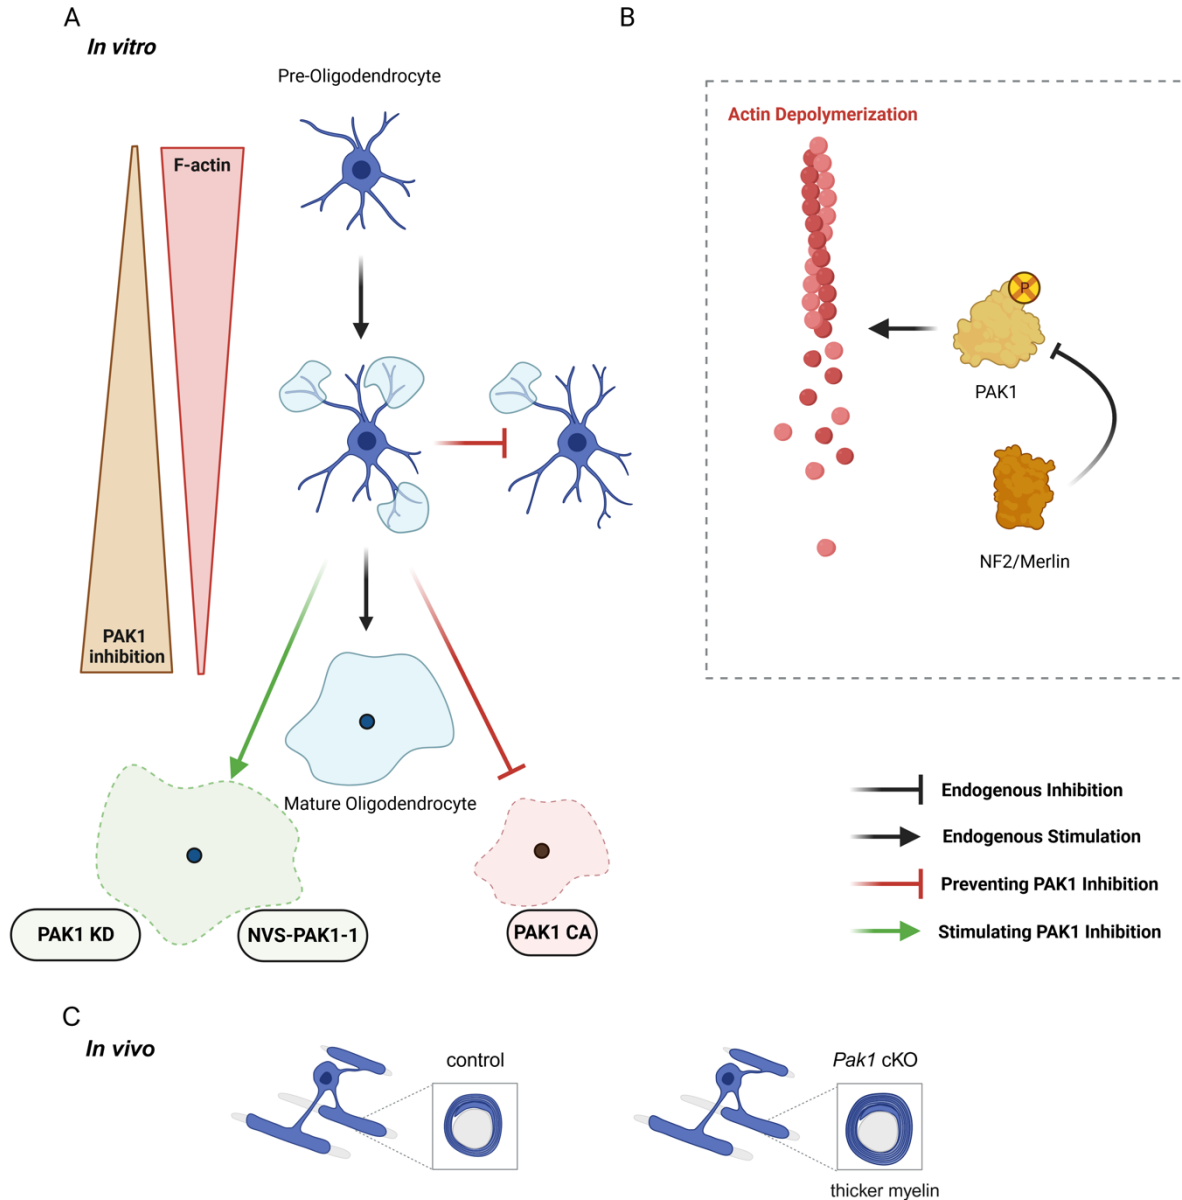 A
In vitro
Pre-Oligodendrocyte
F-actin
PAK1
inhibition
Mature Oligodendrocyte
PAK1 KD
NVS-PAK1-1
PAK1 CA
B
Actin Depolymerization
P
PAK1
NF2/Merlin
Endogenous Inhibition
Endogenous Stimulation
Preventing PAK1 Inhibition
Stimulating PAK1 Inhibition
C
In vivo
control
Pak1 cKO
thicker myelin